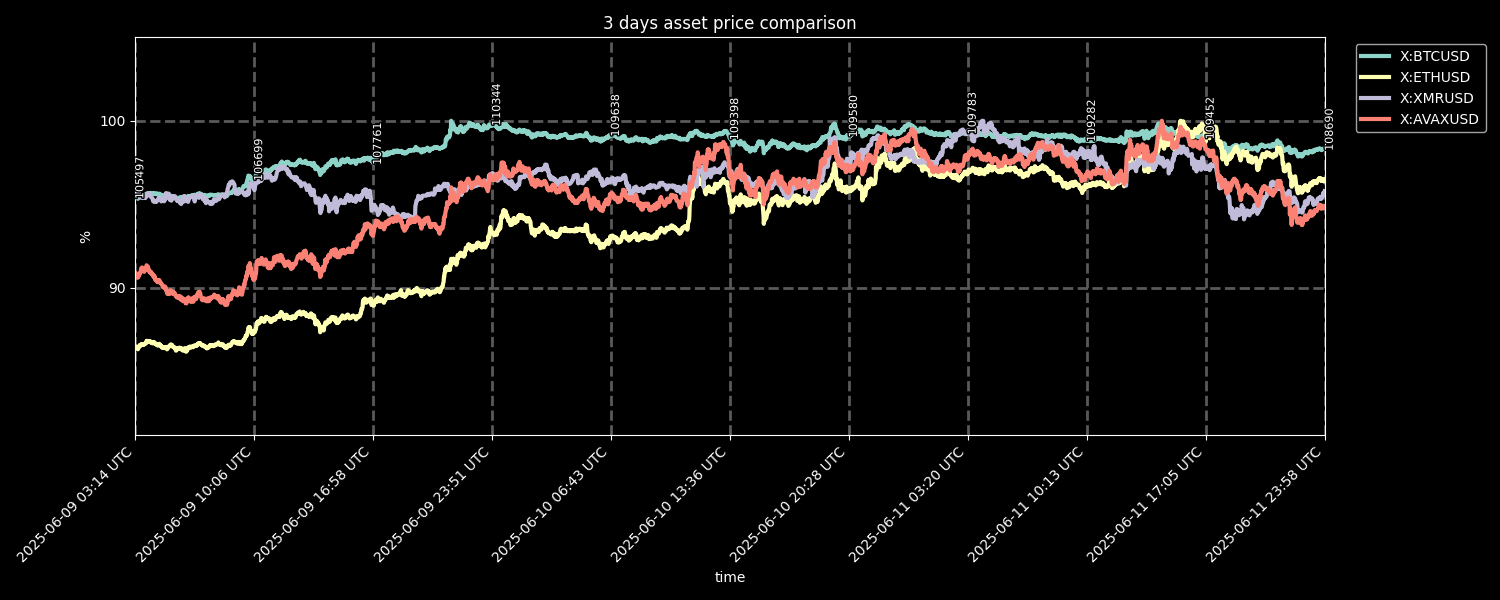 3 days asset price comparison
X:BTCUSD
X:ETHUSD
X:XMRUSD
X:AVAXUSD
100
90
%
105497
106699
107761
110344
109638
109398
109580
109783
109282
109452
108690
2025-06-09 03:14 UTC
2025-06-09 10:06 UTC
2025-06-09 16:58 UTC
2025-06-09 23:51 UTC
2025-06-10 06:43 UTC
2025-06-10 13:36 UTC
2025-06-10 20:28 UTC
2025-06-11 03:20 UTC
2025-06-11 10:13 UTC
2025-06-11 17:05 UTC
2025-06-11 23:58 UTC
time